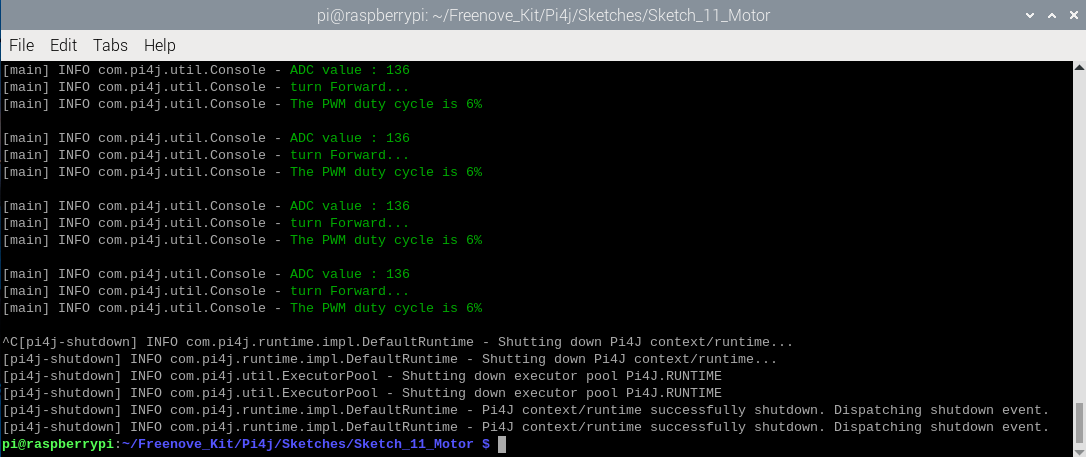 pi@raspberrypi: ~/Freenove_Kit/Pi4j/Sketches/Sketch_11_Motor
File Edit Tabs Help
[main] INFO com.pi4j.util.Console - ADC value : 136
[main] INFO com.pi4j.util.Console - turn Forward...
[main] INFO com.pi4j.util.Console - The PWM duty cycle is 6%
[main] INFO com.pi4j.util.Console - ADC value : 136
[main] INFO com.pi4j.util.Console - turn Forward...
[main] INFO com.pi4j.util.Console - The PWM duty cycle is 6%
[main] INFO com.pi4j.util.Console - ADC value : 136
[main] INFO com.pi4j.util.Console - turn Forward...
[main] INFO com.pi4j.util.Console - The PWM duty cycle is 6%
[main] INFO com.pi4j.util.Console - ADC value : 136
[main] INFO com.pi4j.util.Console - turn Forward...
[main] INFO com.pi4j.util.Console - The PWM duty cycle is 6%
^C[pi4j-shutdown] INFO com.pi4j.runtime.impl.DefaultRuntime - Shutting down Pi4J context/runtime...
[pi4j-shutdown] INFO com.pi4j.runtime.impl.DefaultRuntime - Shutting down Pi4J context/runtime...
[pi4j-shutdown] INFO com.pi4j.util.ExecutorPool - Shutting down executor pool Pi4J.RUNTIME
[pi4j-shutdown] INFO com.pi4j.util.ExecutorPool - Shutting down executor pool Pi4J.RUNTIME
[pi4j-shutdown] INFO com.pi4j.runtime.impl.DefaultRuntime - Pi4J context/runtime successfully shutdown. Dispatching shutdown event.
[pi4j-shutdown] INFO com.pi4j.runtime.impl.DefaultRuntime - Pi4J context/runtime successfully shutdown. Dispatching shutdown event.
pi@raspberrypi:~/Freenove_Kit/Pi4j/Sketches/Sketch_11_Motor $